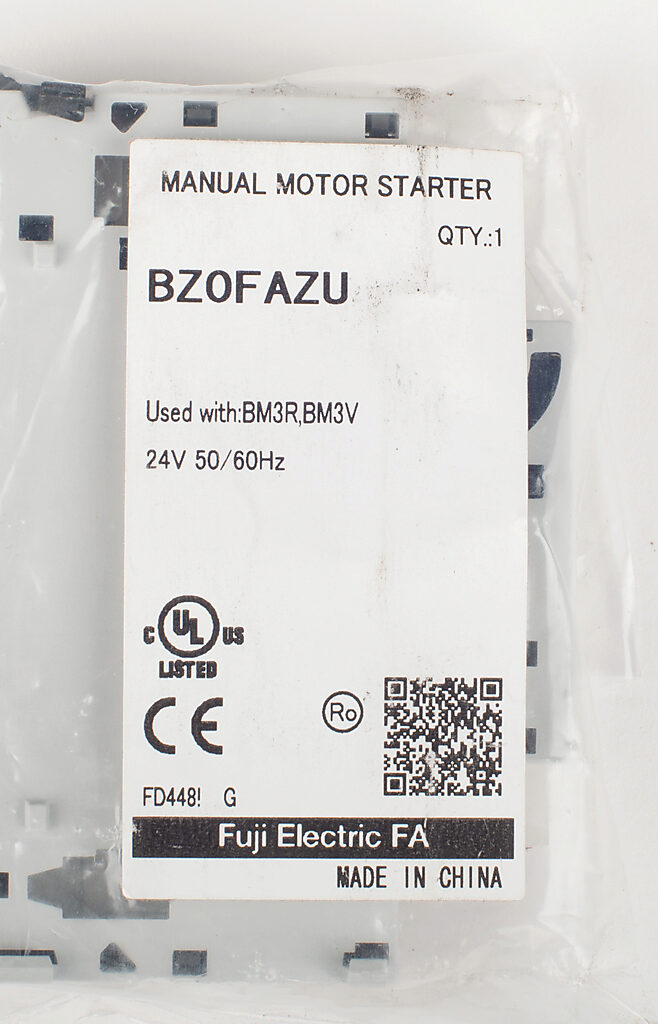 MANUAL MOTOR STARTER
QTY.:1
BZ0FAZU
Used with:BM3R,BM3V
24V 50/60Hz
C UL US
LISTED
CE
Ro
FD448! G
Fuji Electric FA
MADE IN CHINA